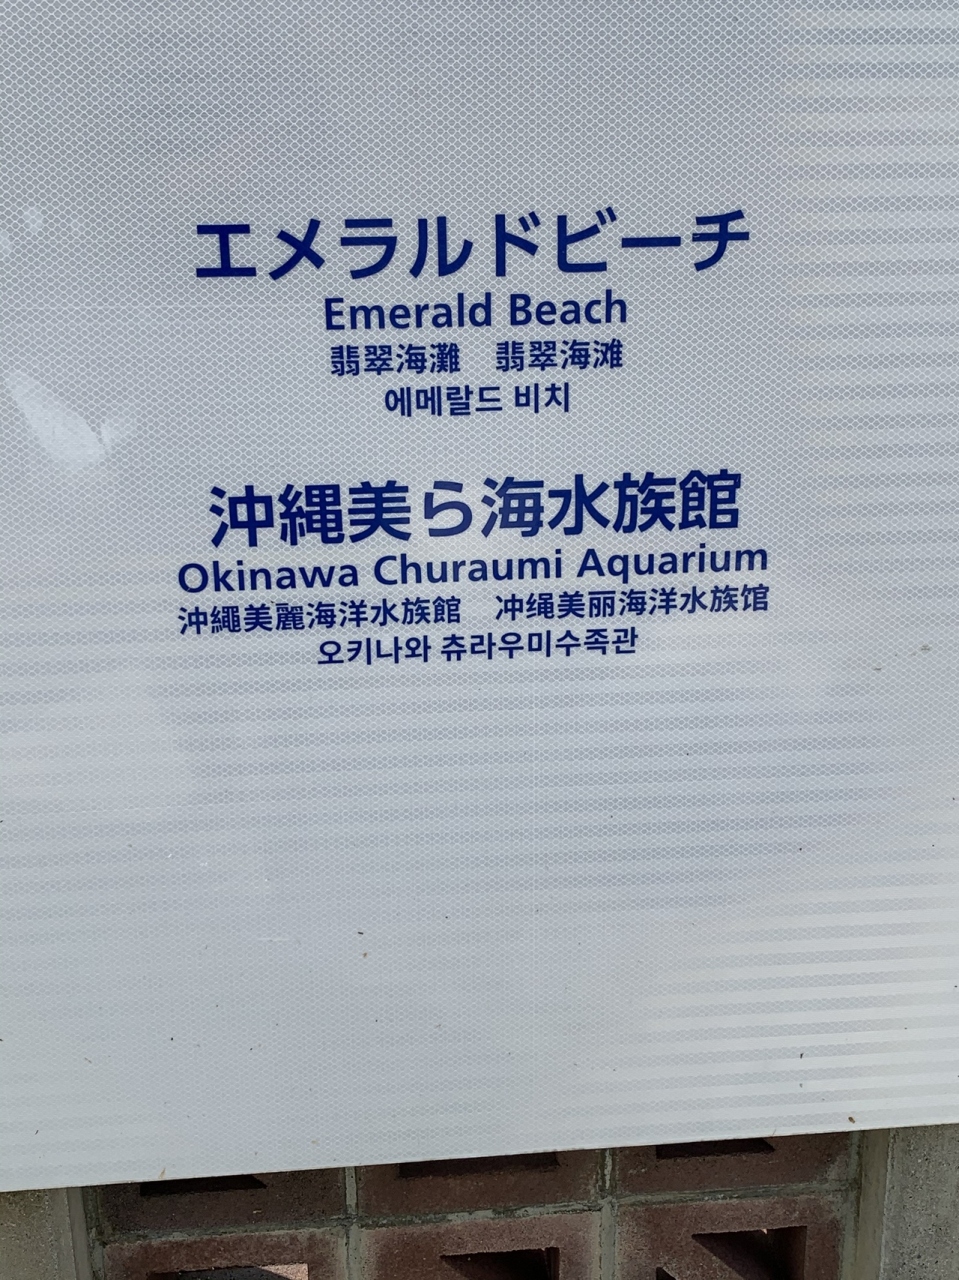 エメラルドビーチ
Emerald Beach
翡翠海灘　翡翠海滩
에메랄드 비치
沖縄美ら海水族館
Okinawa Churaumi Aquarium
沖繩美麗海洋水族館　冲绳美丽海洋水族馆
오키나와 츄라우미수족관